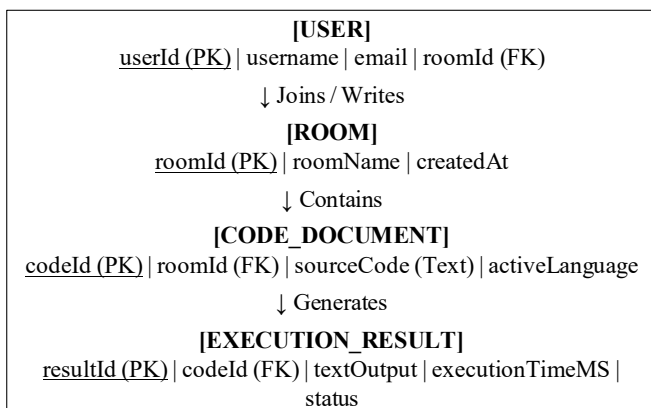 [USER]
userId (PK) | username | email | roomId (FK)
↓ Joins / Writes
[ROOM]
roomId (PK) | roomName | createdAt
↓ Contains
[CODE_DOCUMENT]
codeId (PK) | roomId (FK) | sourceCode (Text) | activeLanguage
↓ Generates
[EXECUTION_RESULT]
resultId (PK) | codeId (FK) | textOutput | executionTimeMS |
status